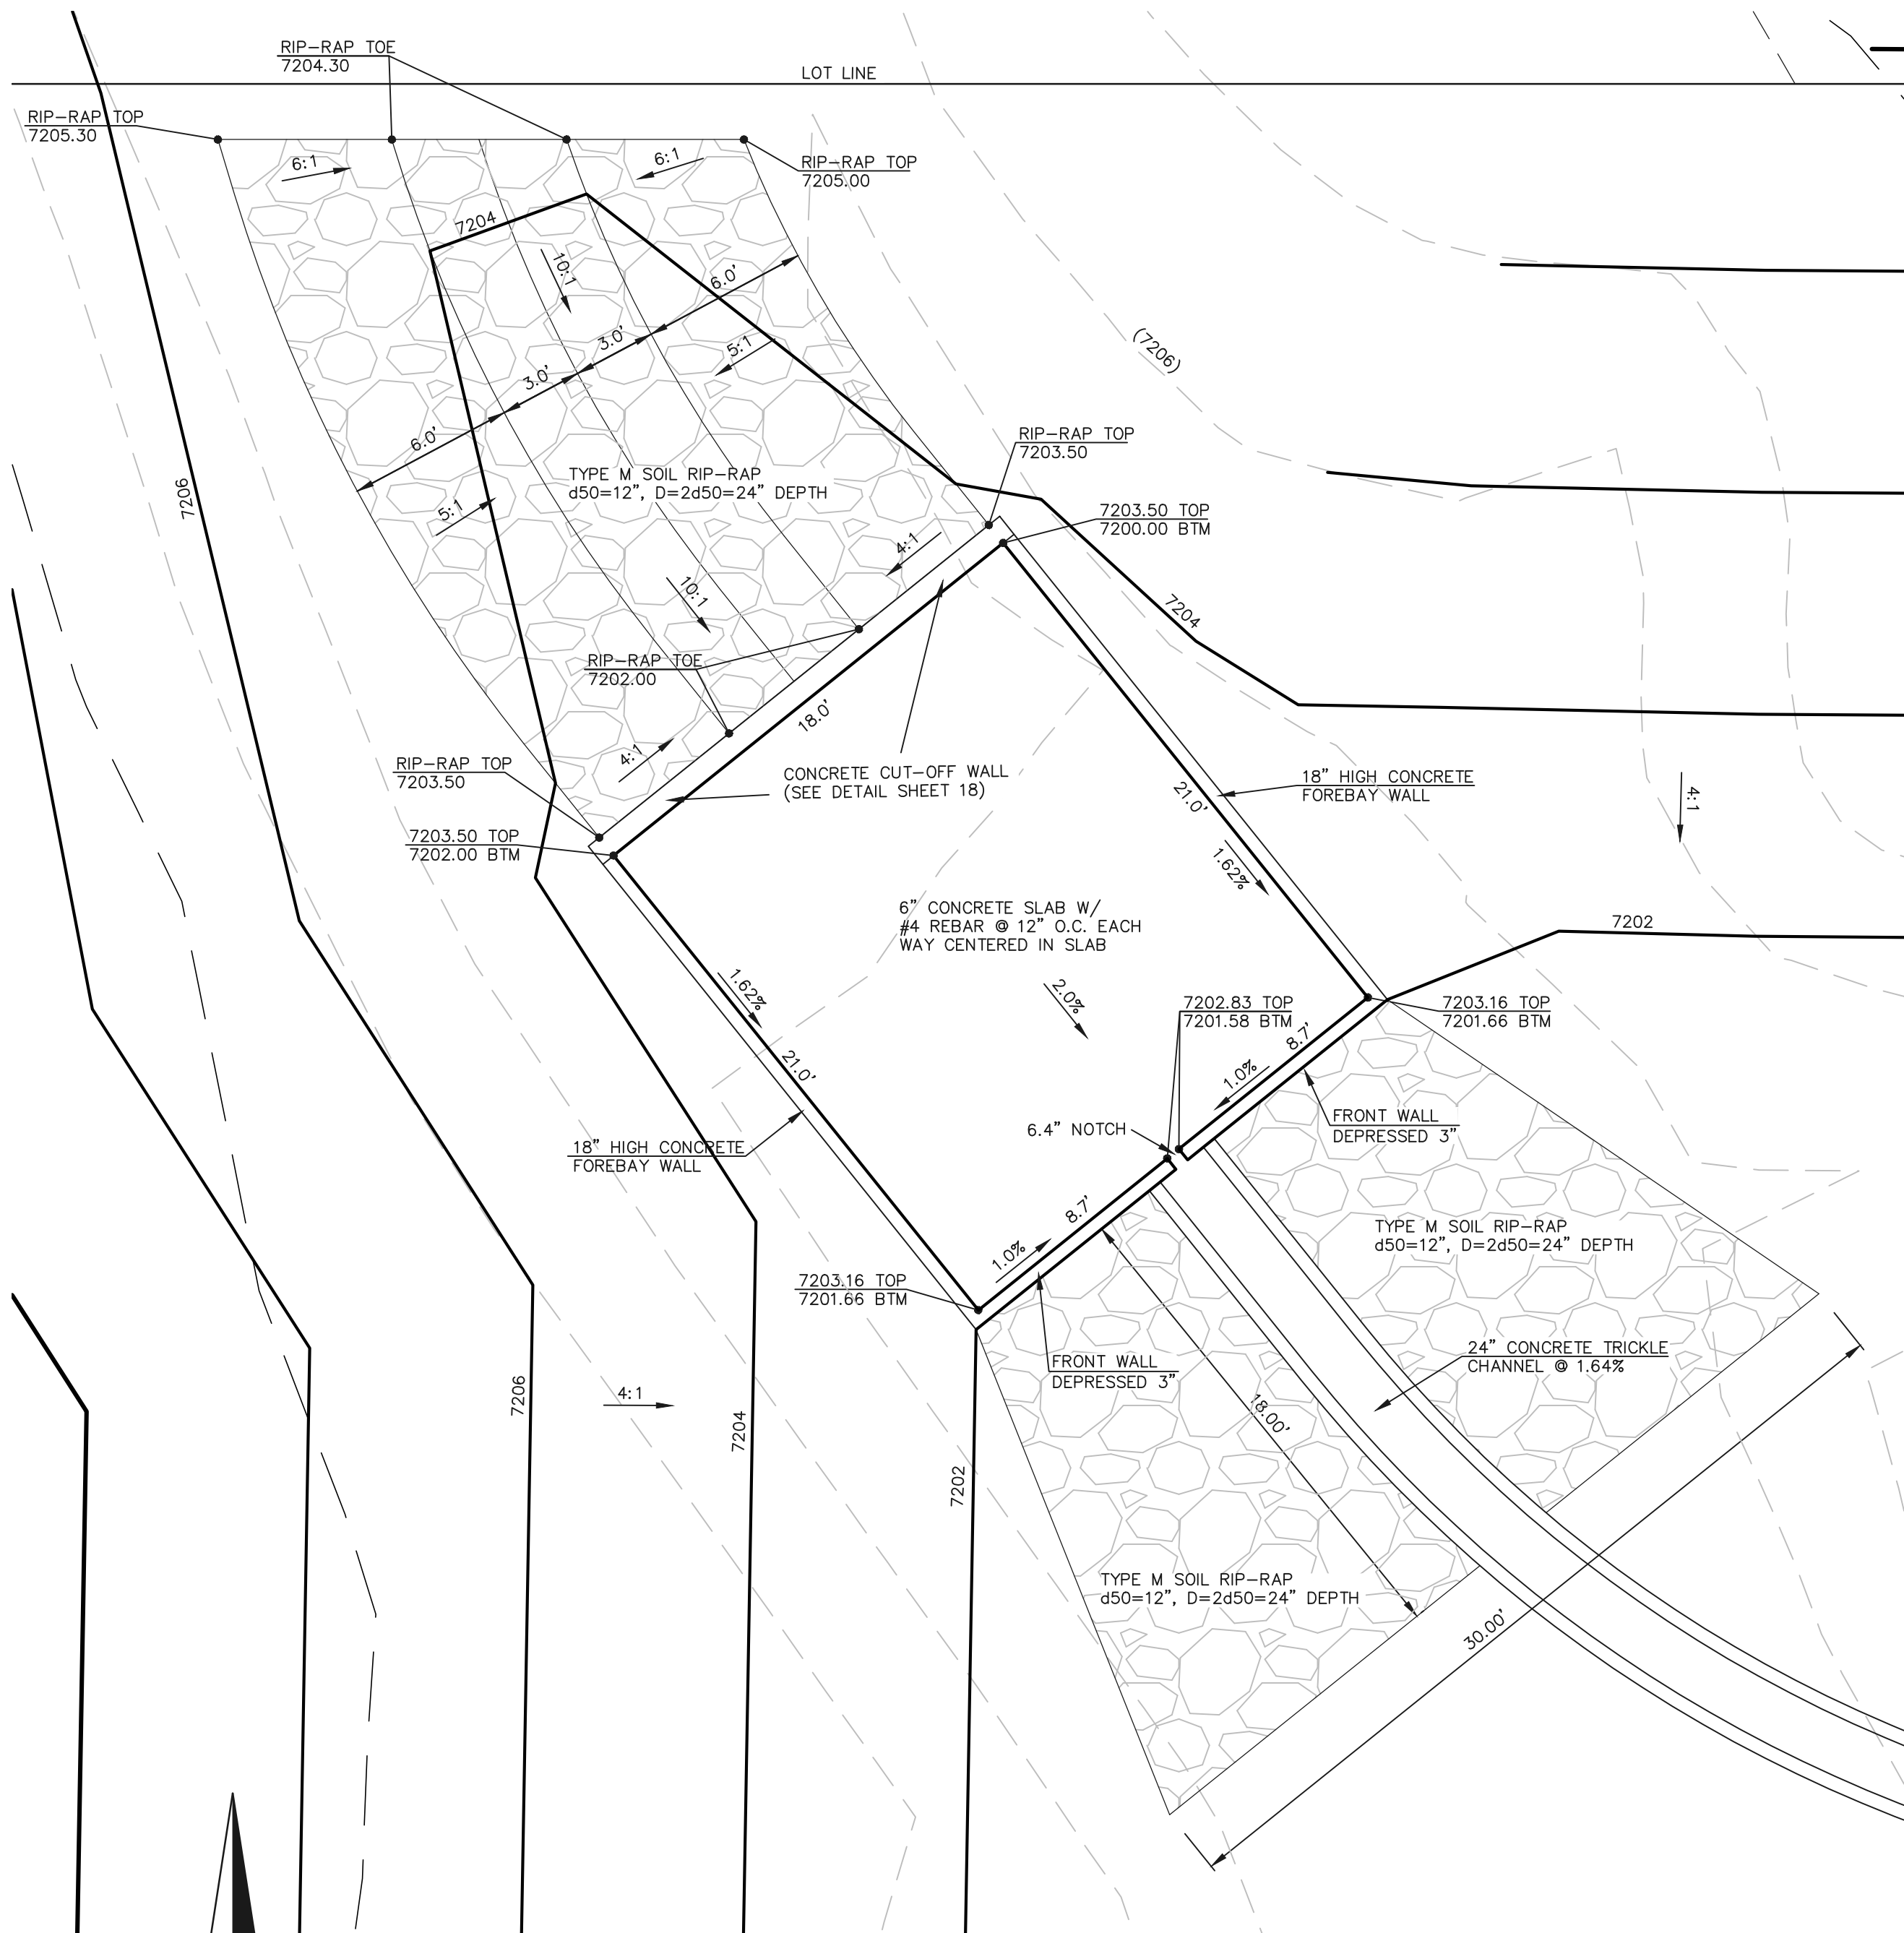 RIP-RAP TOE
7204.30
LOT LINE
RIP-RAP TOP
7205.30
6:1
6:1
RIP-RAP TOP
7205.00
7204
10:1
6.0'
3.0'
5:1
3.0'
6.0'
(7206)
7206
5:1
TYPE M SOIL RIP-RAP
d50=12", D=2d50=24" DEPTH
RIP-RAP TOP
7203.50
7203.50 TOP
7200.00 BTM
4:1
10:1
7204
RIP-RAP TOE
7202.00
18.0'
4:1
RIP-RAP TOP
7203.50
CONCRETE CUT-OFF WALL
(SEE DETAIL SHEET 18)
18" HIGH CONCRETE
FOREBAY WALL
21.0'
4:1
7203.50 TOP
7202.00 BTM
1.62%
6" CONCRETE SLAB W/
#4 REBAR @ 12" O.C. EACH
WAY CENTERED IN SLAB
7202
1.62%
2.0%
7202.83 TOP
7201.58 BTM
7203.16 TOP
7201.66 BTM
8.7'
1.0%
21.0'
6.4" NOTCH
FRONT WALL
DEPRESSED 3"
18" HIGH CONCRETE
FOREBAY WALL
8.7'
1.0%
TYPE M SOIL RIP-RAP
d50=12", D=2d50=24" DEPTH
7203.16 TOP
7201.66 BTM
24" CONCRETE TRICKLE
CHANNEL @ 1.64%
FRONT WALL
DEPRESSED 3"
7206
4:1
7204
18.00'
7202
TYPE M SOIL RIP-RAP
d50=12", D=2d50=24" DEPTH
30.00'